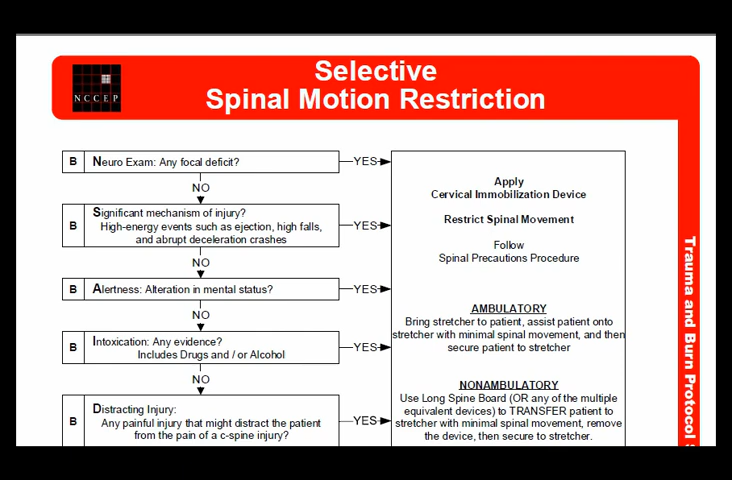 Selective
Spinal Motion Restriction
NCCEP
B
Neuro Exam: Any focal deficit?
YES
NO
B
Significant mechanism of injury?
High-energy events such as ejection, high falls,
and abrupt deceleration crashes
YES
NO
B
Alertness: Alteration in mental status?
YES
NO
B
Intoxication: Any evidence?
Includes Drugs and / or Alcohol
YES
NO
B
Distracting Injury:
Any painful injury that might distract the patient
from the pain of a c-spine injury?
YES
Apply
Cervical Immobilization Device
Restrict Spinal Movement
Follow
Spinal Precautions Procedure
AMBULATORY
Bring stretcher to patient, assist patient onto
stretcher with minimal spinal movement, and then
secure patient to stretcher
NONAMBULATORY
Use Long Spine Board (OR any of the multiple
equivalent devices) to TRANSFER patient to
stretcher with minimal spinal movement, remove
the device, then secure to stretcher.
Trauma and Burn Protocol